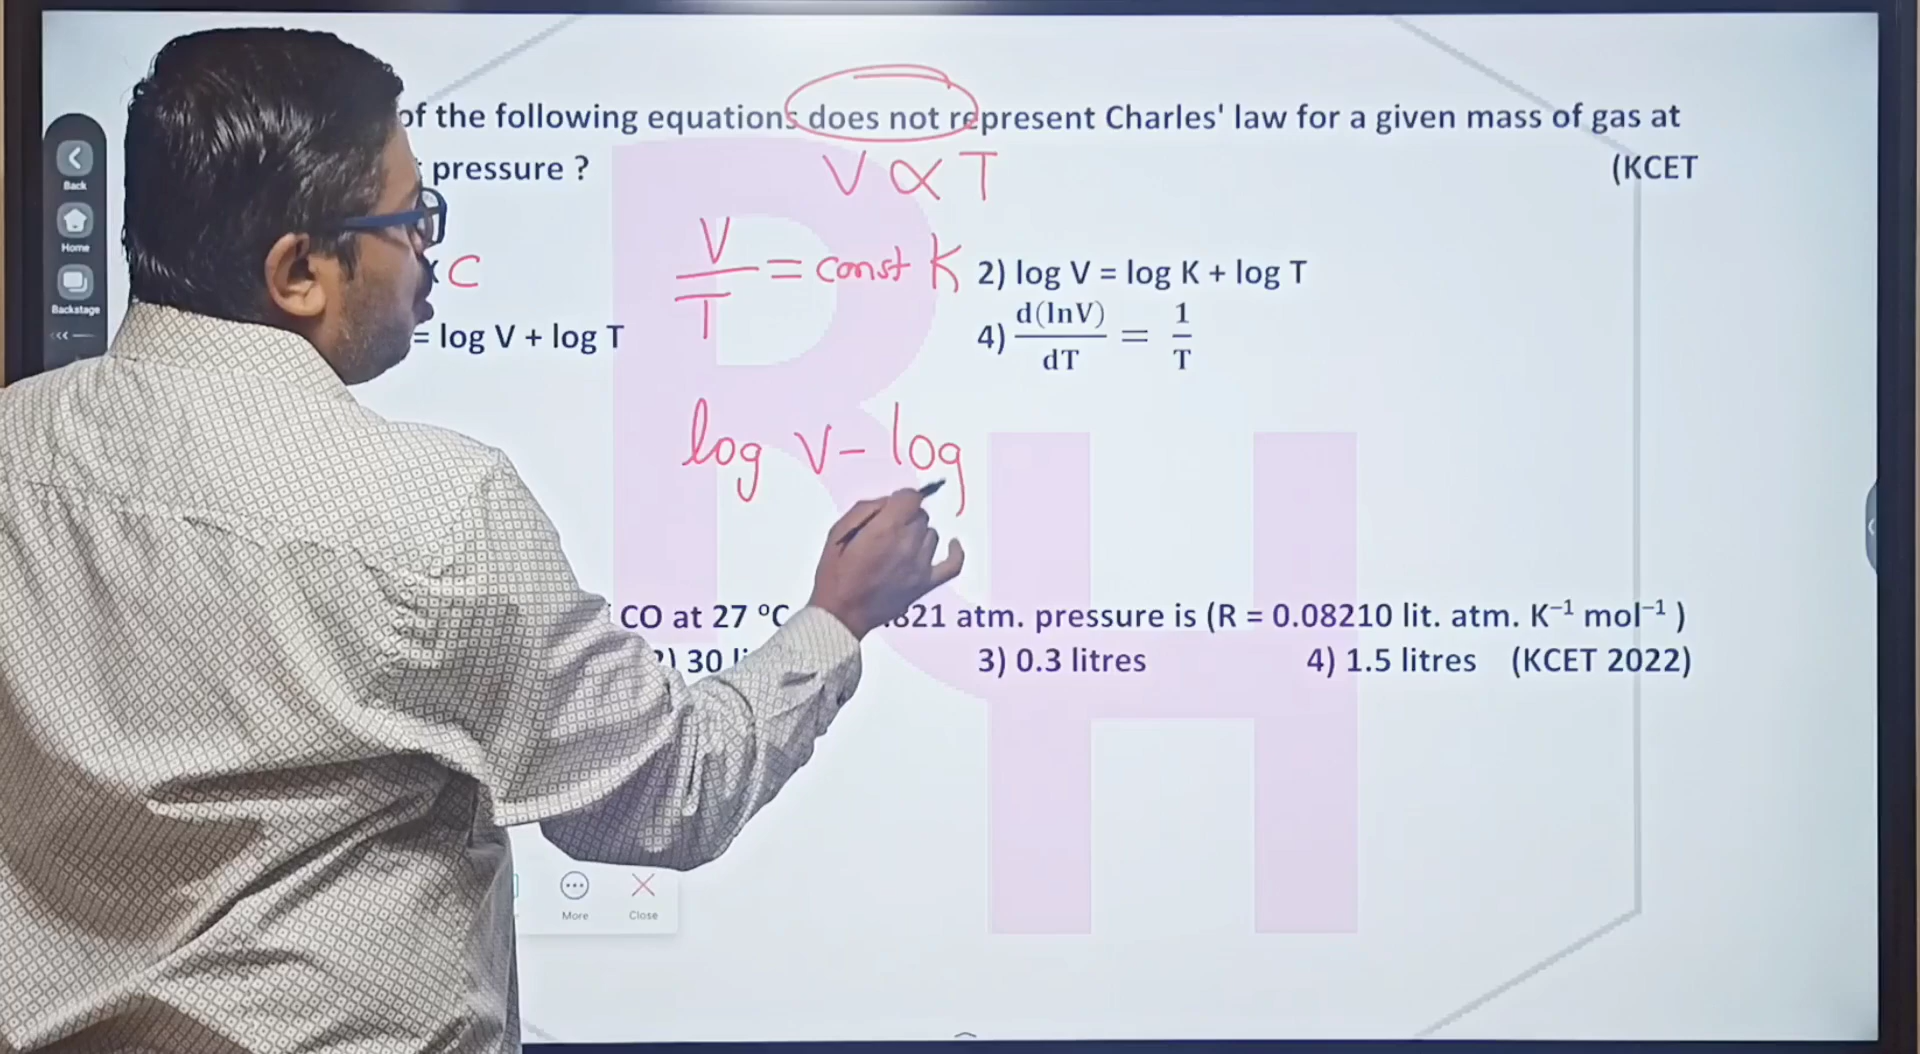 of the following equations does not represent Charles' law for a given mass of gas at
pressure ?
(KCET
V ∝ T
V/T = const K
C
2) log V = log K + log T
= log V + log T
4) d(lnV)/dT = 1/T
log V - log
CO at 27 ºC 821 atm. pressure is (R = 0.08210 lit. atm. K⁻¹ mol⁻¹ )
30
3) 0.3 litres
4) 1.5 litres (KCET 2022)
Back
Home
Backstage
More
Close